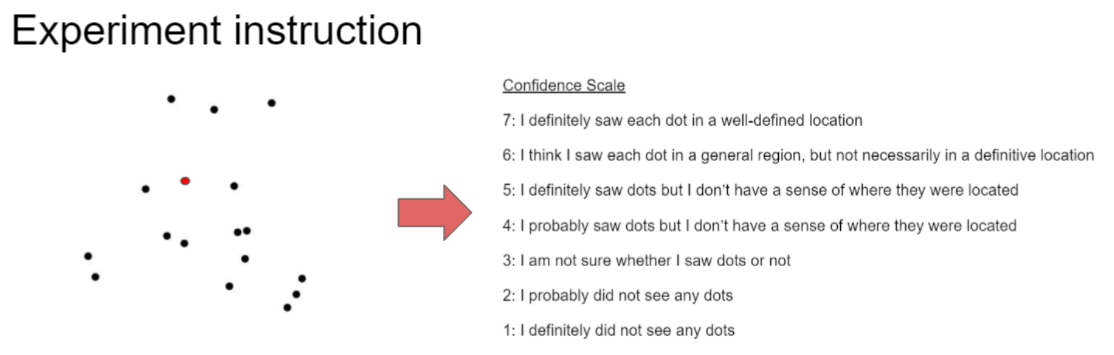 Experiment instruction
Confidence Scale
7: I definitely saw each dot in a well-defined location
6: I think I saw each dot in a general region, but not necessarily in a definitive location
5: I definitely saw dots but I don't have a sense of where they were located
4: I probably saw dots but I don't have a sense of where they were located
3: I am not sure whether I saw dots or not
2: I probably did not see any dots
1: I definitely did not see any dots